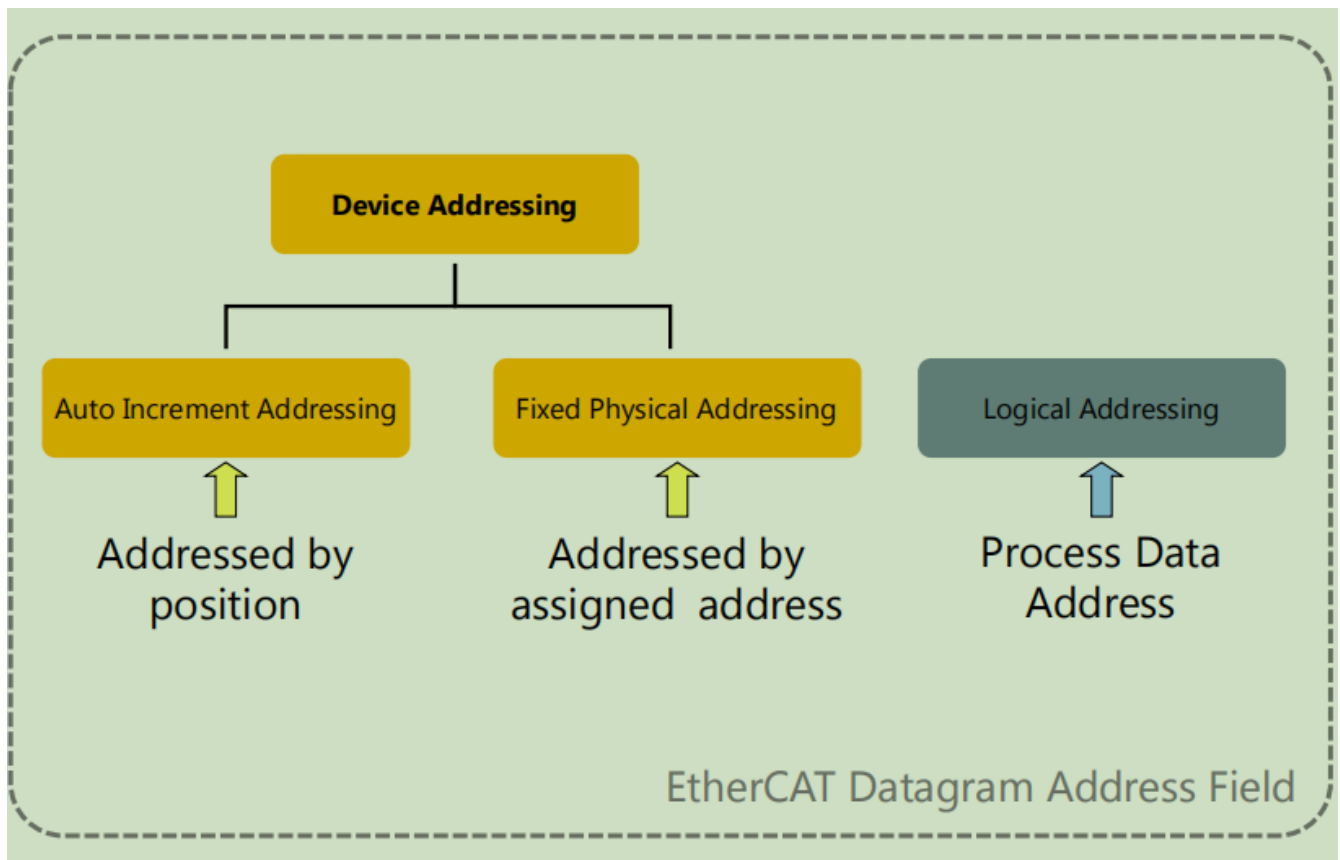 Device Addressing
Auto Increment Addressing
Fixed Physical Addressing
Logical Addressing
Addressed by
position
Addressed by
assigned address
Process Data
Address
EtherCAT Datagram Address Field